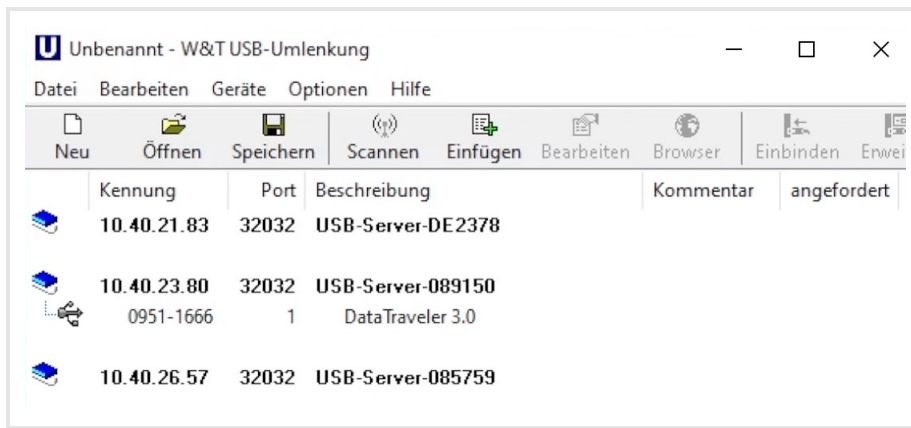 Unbenannt - W&T USB-Umlenkung
Datei Bearbeiten Geräte Optionen Hilfe
Neu Öffnen Speichern Scannen Einfügen Bearbeiten Browser Einbinden Erwei
Kennung Port Beschreibung Kommentar angefordert
10.40.21.83 32032 USB-Server-DE2378
10.40.23.80 32032 USB-Server-089150
0951-1666 1 DataTraveler 3.0
10.40.26.57 32032 USB-Server-085759